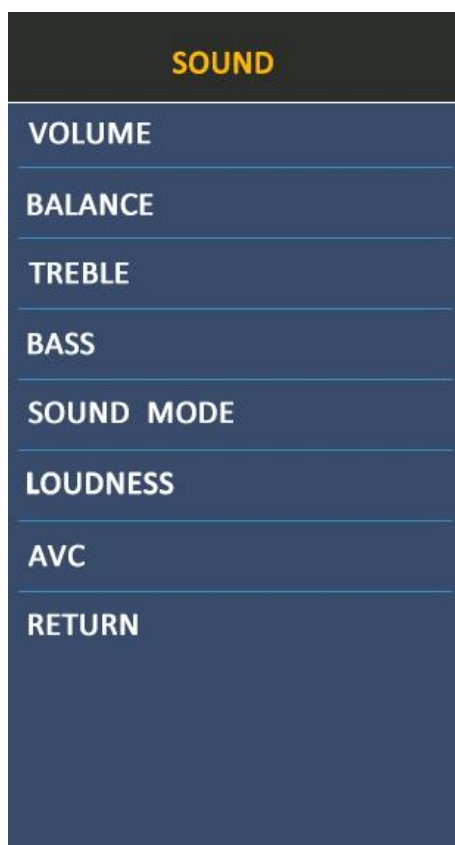 SOUND
VOLUME
BALANCE
TREBLE
BASS
SOUND MODE
LOUDNESS
AVC
RETURN